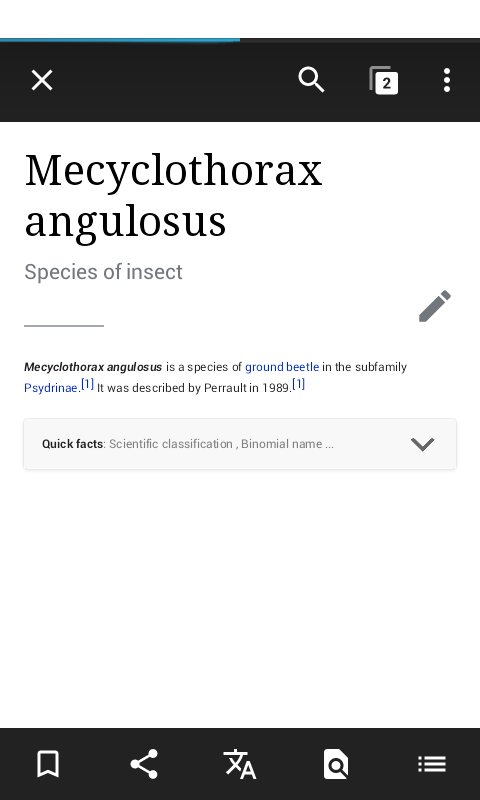 2
Mecyclothorax
angulosus
Species of insect
Mecyclothorax angulosus is a species of ground beetle in the subfamily
Psydrinae.[1] It was described by Perrault in 1989.[1]
Quick facts: Scientific classification , Binomial name ...